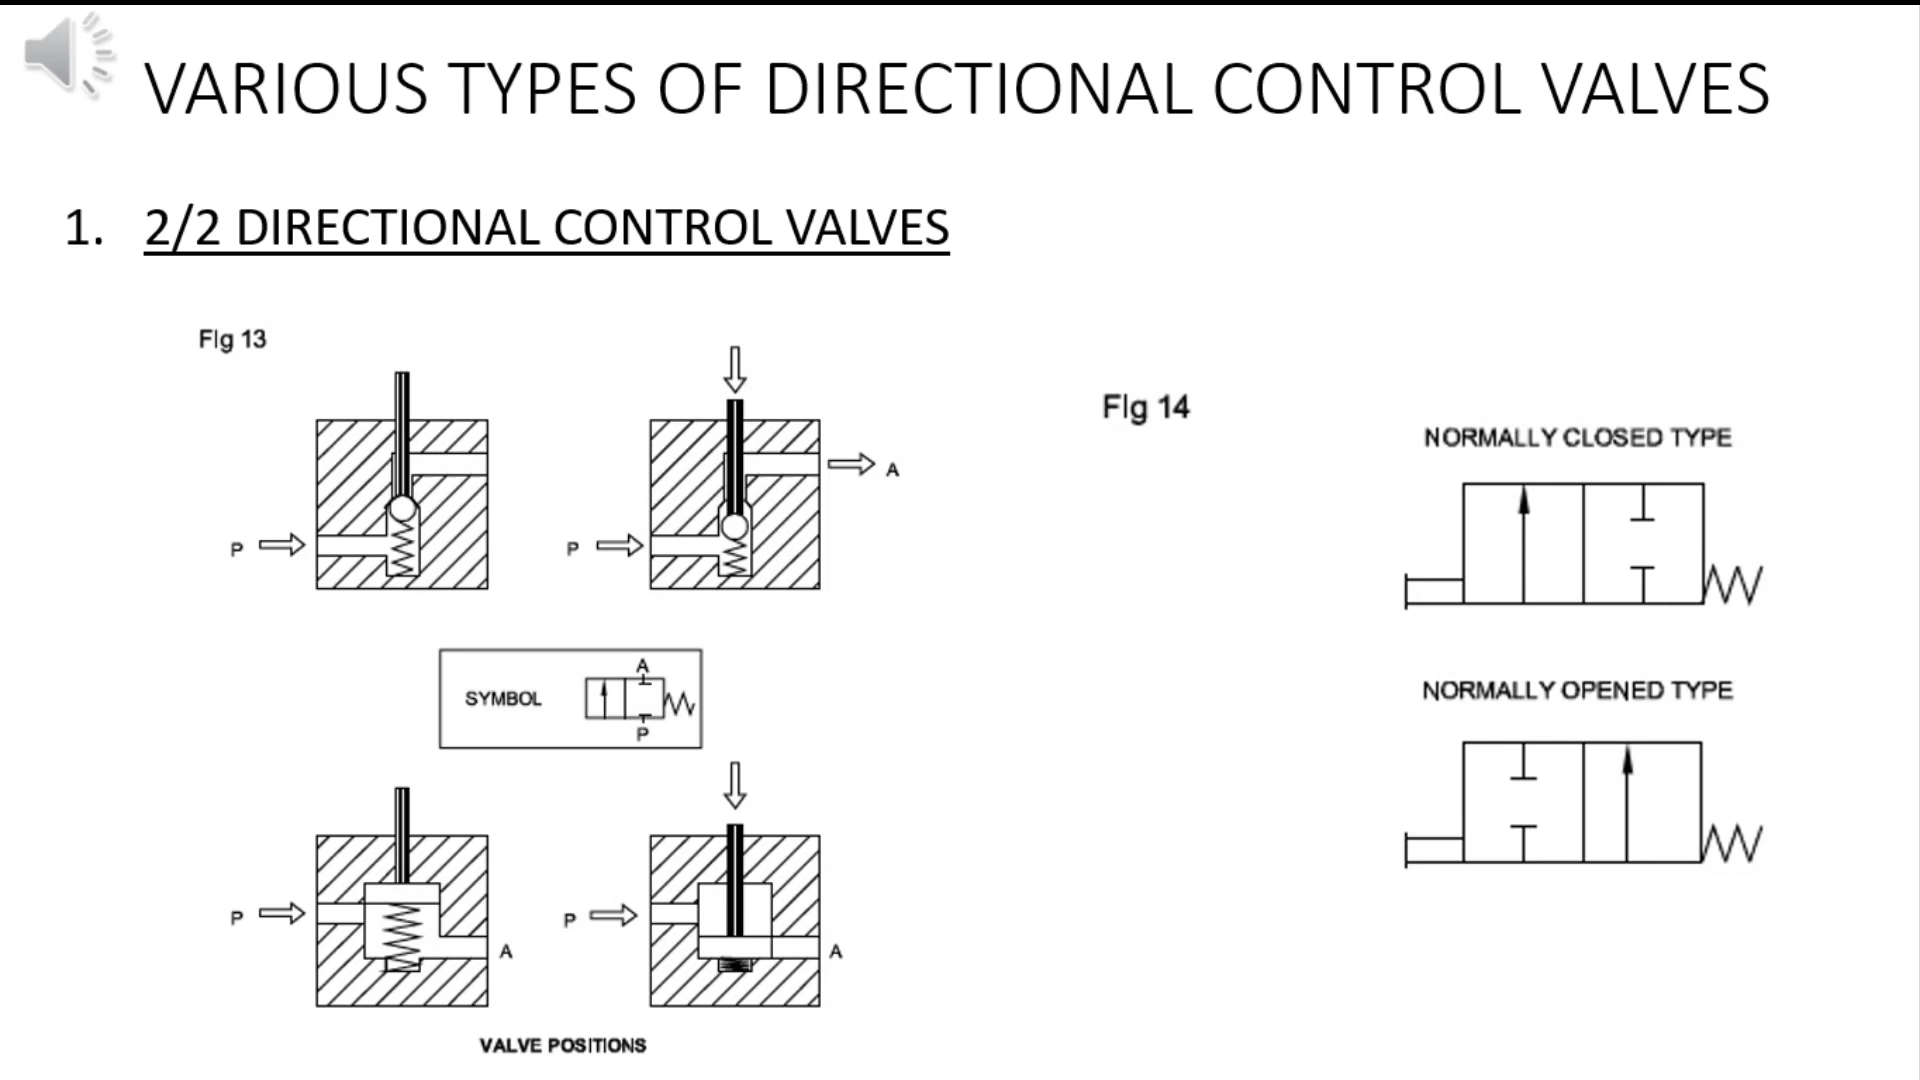 VARIOUS TYPES OF DIRECTIONAL CONTROL VALVES
1. 2/2 DIRECTIONAL CONTROL VALVES
Fig 13
A
P
P
SYMBOL
A
P
P
A
P
A
VALVE POSITIONS
Fig 14
NORMALLY CLOSED TYPE
NORMALLY OPENED TYPE